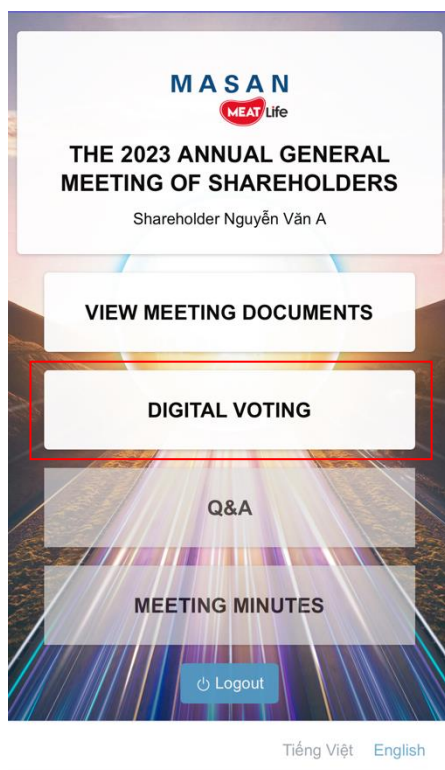 MASAN
MEAT Life
THE 2023 ANNUAL GENERAL
MEETING OF SHAREHOLDERS
Shareholder Nguyễn Văn A
VIEW MEETING DOCUMENTS
DIGITAL VOTING
Q&A
MEETING MINUTES
Logout
Tiếng Việt English